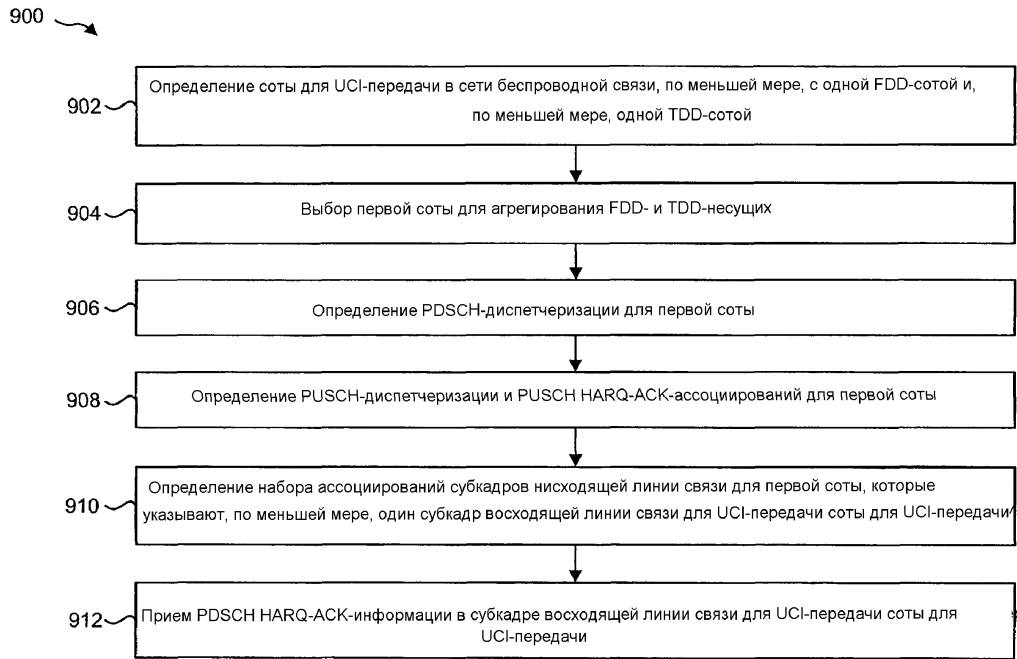 900
902
Определение соты для UCI-передачи в сети беспроводной связи, по меньшей мере, с одной FDD-сотой и,
по меньшей мере, одной TDD-сотой
904
Выбор первой соты для агрегирования FDD- и TDD-несущих
906
Определение PDSCH-диспетчеризации для первой соты
908
Определение PUSCH-диспетчеризации и PUSCH HARQ-ACK-ассоциирований для первой соты
910
Определение набора ассоциирований субкадров нисходящей линии связи для первой соты, которые
указывают, по меньшей мере, один субкадр восходящей линии связи для UCI-передачи соты для UCI-передачи
912
Прием PDSCH HARQ-ACK-информации в субкадре восходящей линии связи для UCI-передачи соты для
UCI-передачи